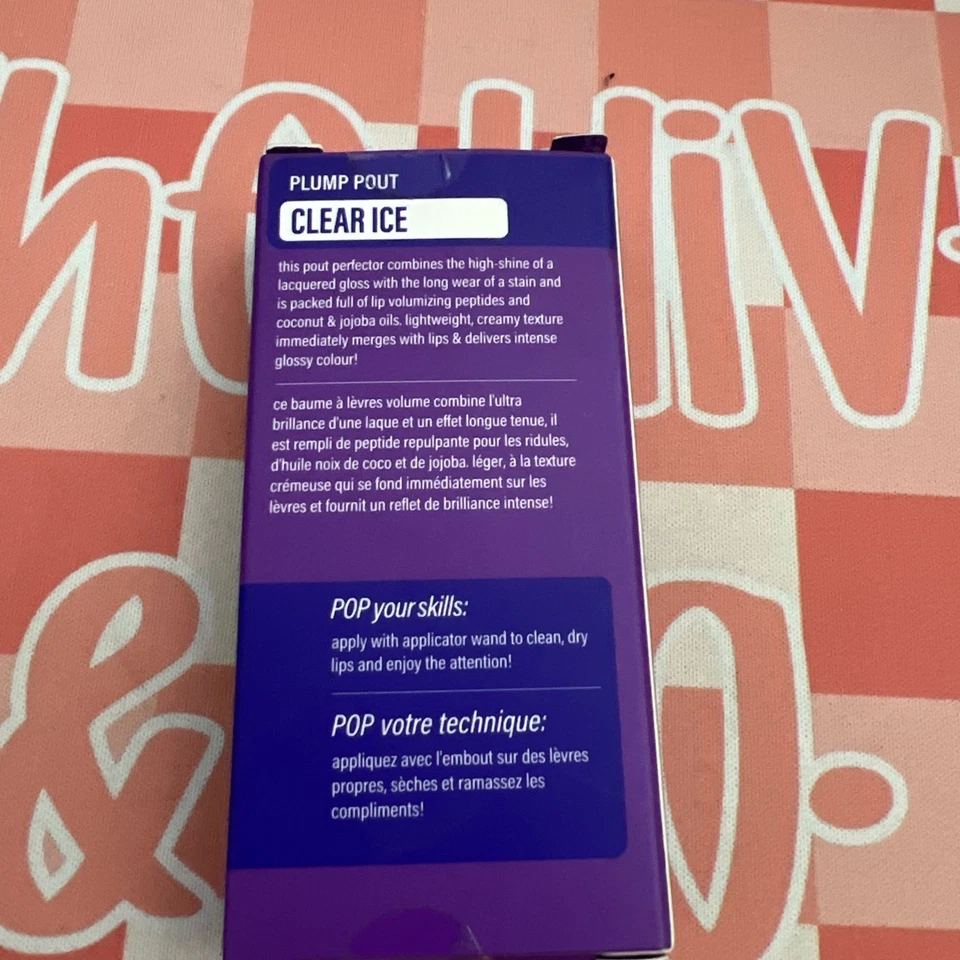 PLUMP POUT
CLEAR ICE
this pout perfector combines the high-shine of a
lacquered gloss with the long wear of a stain and
is packed full of lip volumizing peptides and
coconut & jojoba oils. lightweight, creamy texture
immediately merges with lips & delivers intense
glossy colour!
ce baume à lèvres volume combine l'ultra
brillance d'une laque et un effet longue tenue, il
est rempli de peptide repulpante pour les ridules,
d'huile noix de coco et de jojoba. léger, à la texture
crémeuse qui se fond immédiatement sur les
lèvres et fournit un reflet de brilliance intense!
POP your skills:
apply with applicator wand to clean, dry
lips and enjoy the attention!
POP votre technique:
appliquez avec l'embout sur des lèvres
propres, sèches et ramassez les
compliments!
&